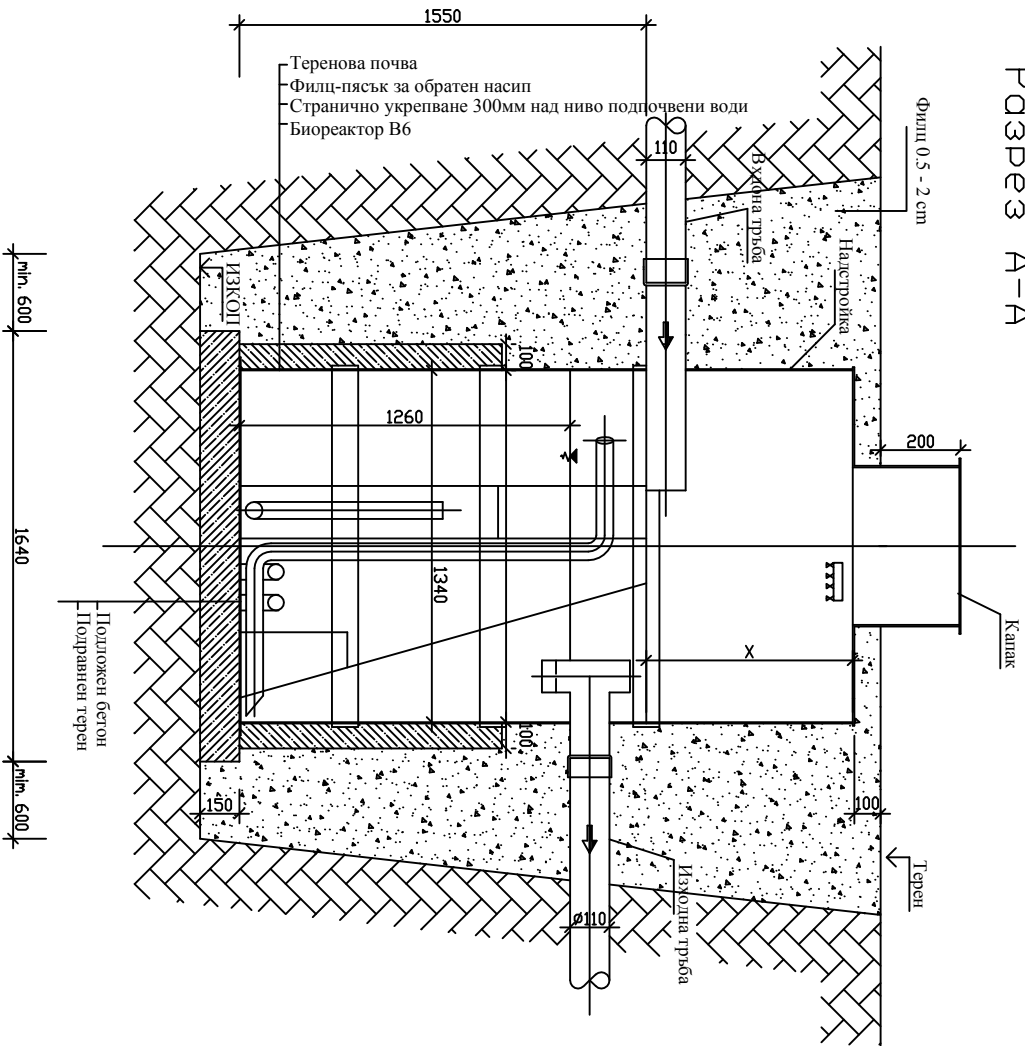 Разрез А-А
1550
Теренова почва
Филц-пясък за обратен насип
Странично укрепване 300мм над ниво подпочвени води
Биореактор В6
Филц 0.5 - 2 cm
110
Вхдона тръба
Надстройка
200
Капак
ИЗКОП
100
1260
1340
X
100
min. 600
1640
mim. 600
Подложен бетон
Подравнен терен
150
100
Терен
Изходна тръба
ø110